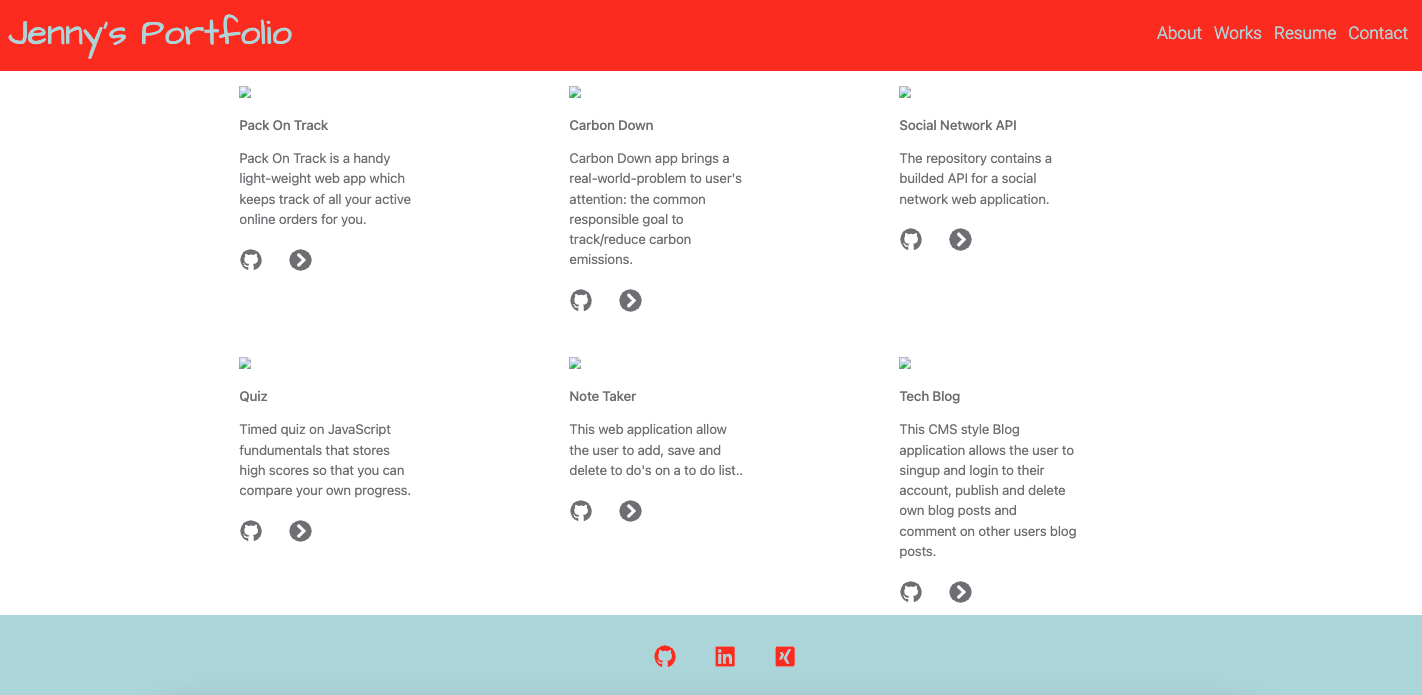 Jenny's Portfolio
About Works Resume Contact
Pack On Track
Pack On Track is a handy
light-weight web app which
keeps track of all your active
online orders for you.
Carbon Down
Carbon Down app brings a
real-world-problem to user's
attention: the common
responsible goal to
track/reduce carbon
emissions.
Social Network API
The repository contains a
builded API for a social
network web application.
Quiz
Timed quiz on JavaScript
fundumentals that stores
high scores so that you can
compare your own progress.
Note Taker
This web application allow
the user to add, save and
delete to do's on a to do list..
Tech Blog
This CMS style Blog
application allows the user to
singup and login to their
account, publish and delete
own blog posts and
comment on other users blog
posts.